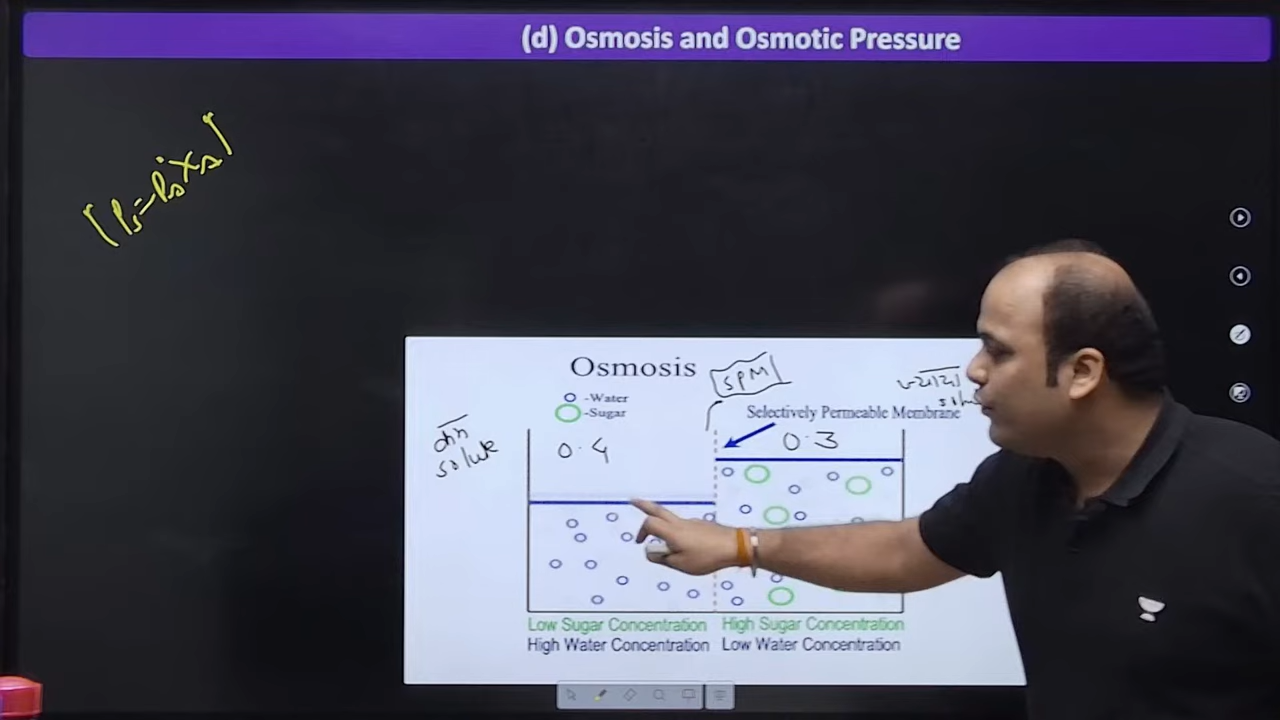 (d) Osmosis and Osmotic Pressure
Osmosis
SPM
-Water
-Sugar
Selectively Permeable Membrane
solute
0.4
0.3
Low Sugar Concentration
High Water Concentration
High Sugar Concentration
Low Water Concentration